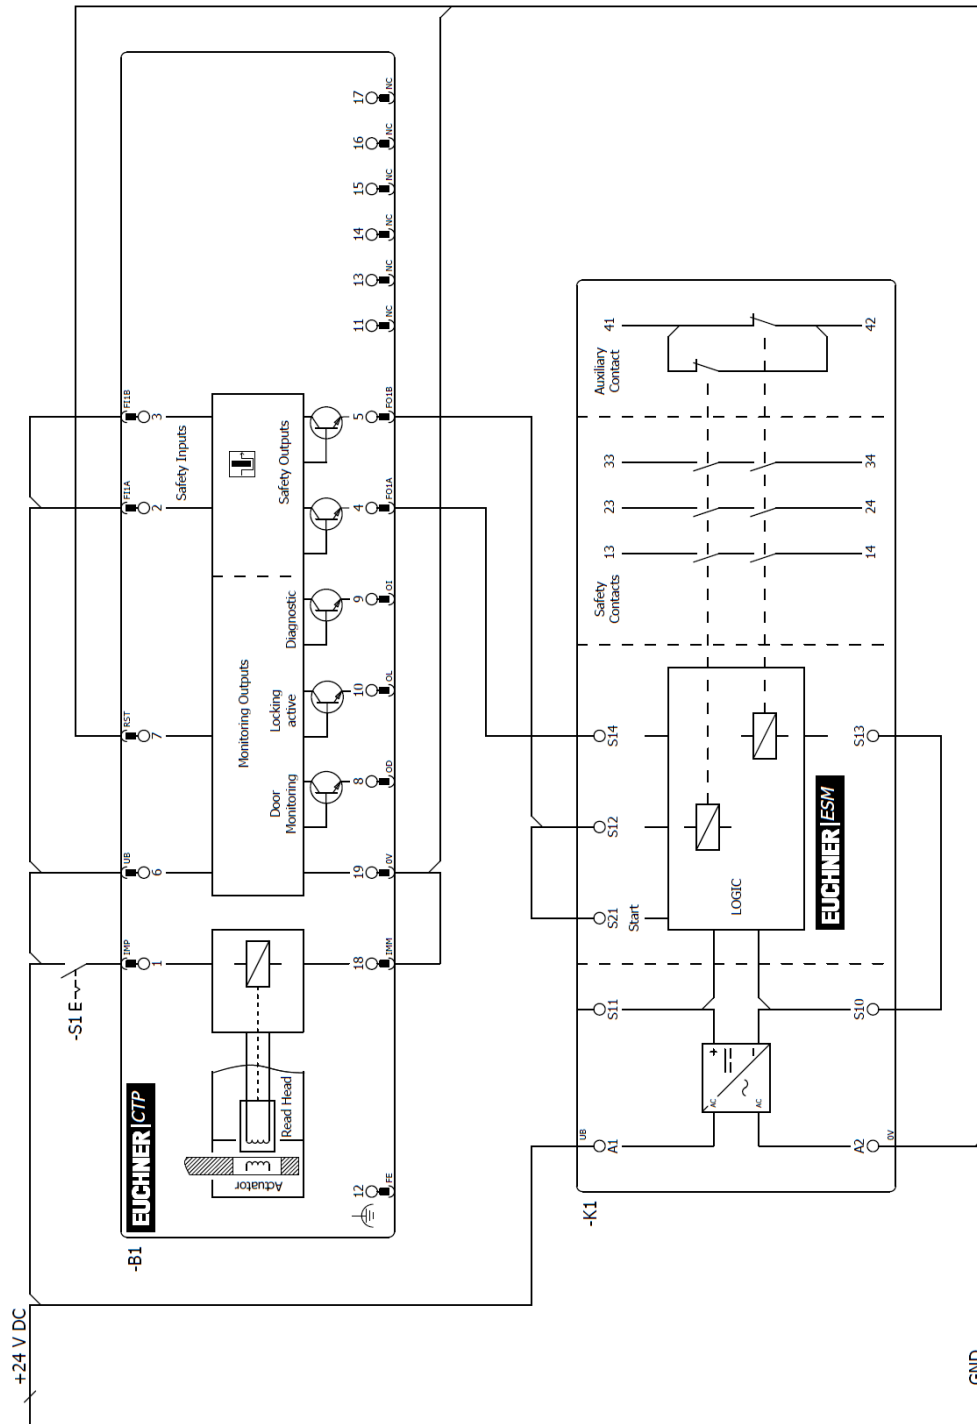 +24 V DC
-S1
-B1
EUCHNER|CTP
IMP
UB
RST
FI1A
FI1B
1
6
7
2
3
Safety Inputs
Actuator
Read Head
Monitoring Outputs
Door
Monitoring
Locking
active
Diagnostic
Safety Outputs
12
18
19
8
10
9
4
5
11
13
14
15
16
17
FE
IMM
0V
OD
OL
OI
FO1A
FO1B
NC
NC
NC
NC
NC
NC
-K1
UB
A1
S11
S21
S12
S14
13
23
33
41
Start
Safety
Contacts
Auxiliary
Contact
AC
+
AC
-
LOGIC
EUCHNER|ESM
A2
S10
S13
14
24
34
42
0V
GND